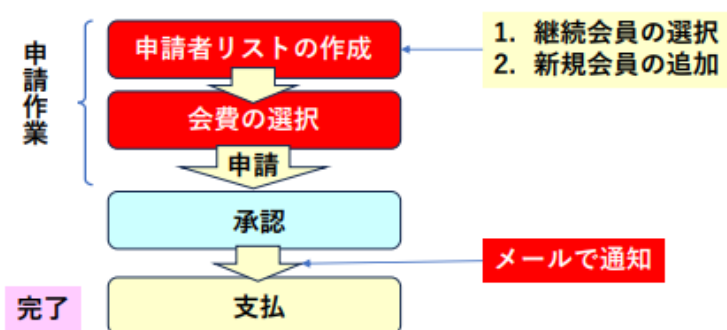 申請作業
申請者リストの作成
1. 継続会員の選択
2. 新規会員の追加
会費の選択
申請
承認
メールで通知
完了
支払